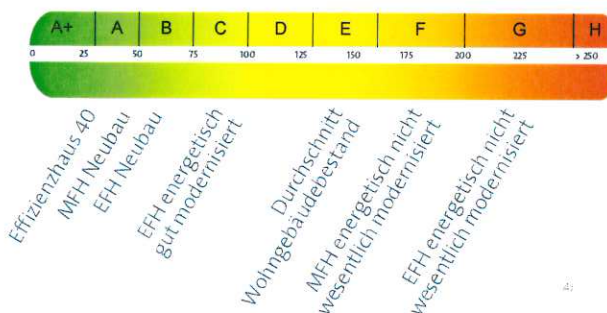 A+ A B C D E F G H
0 25 50 75 100 125 150 175 200 225 > 250
Effizienzhaus 40
MFH Neubau
EFH Neubau
EFH energetisch
gut modernisiert
Durchschnitt
Wohngebäudebestand
MFH energetisch nicht
wesentlich modernisiert
EFH energetisch nicht
wesentlich modernisiert